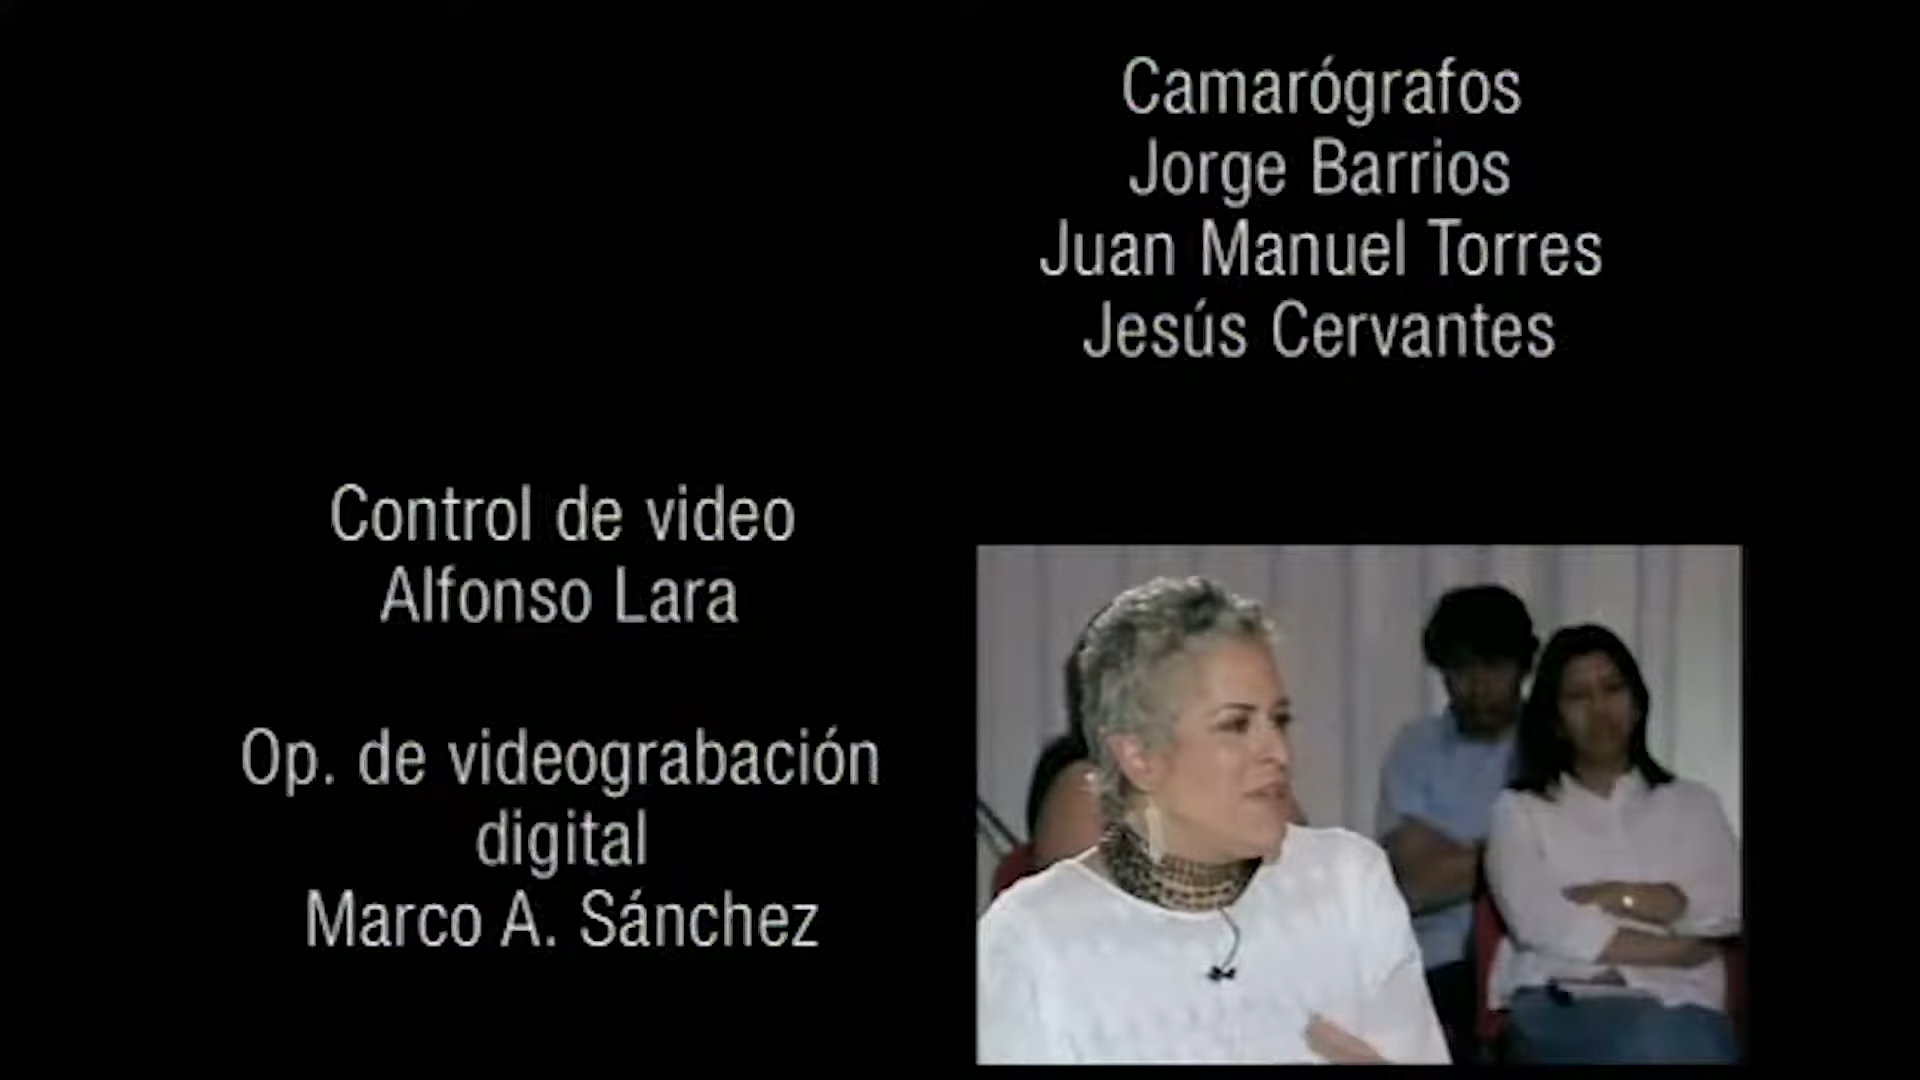 Camarógrafos
Jorge Barrios
Juan Manuel Torres
Jesús Cervantes
Control de video
Alfonso Lara
Op. de videograbación
digital
Marco A. Sánchez